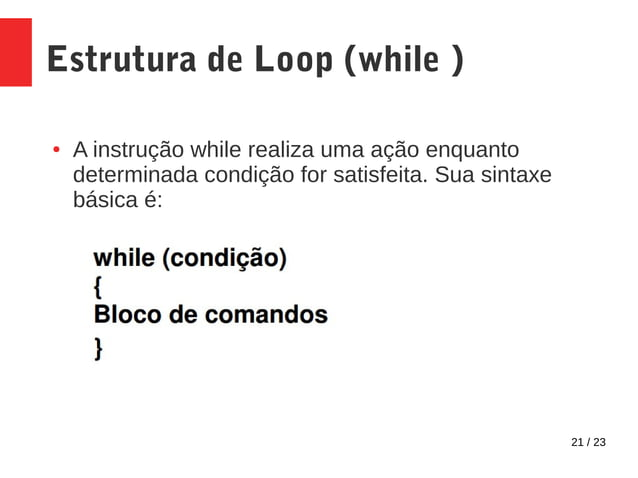 Estrutura de Loop (while )
• A instrução while realiza uma ação enquanto
determinada condição for satisfeita. Sua sintaxe
básica é:
while (condição)
{
Bloco de comandos
}
21 / 23